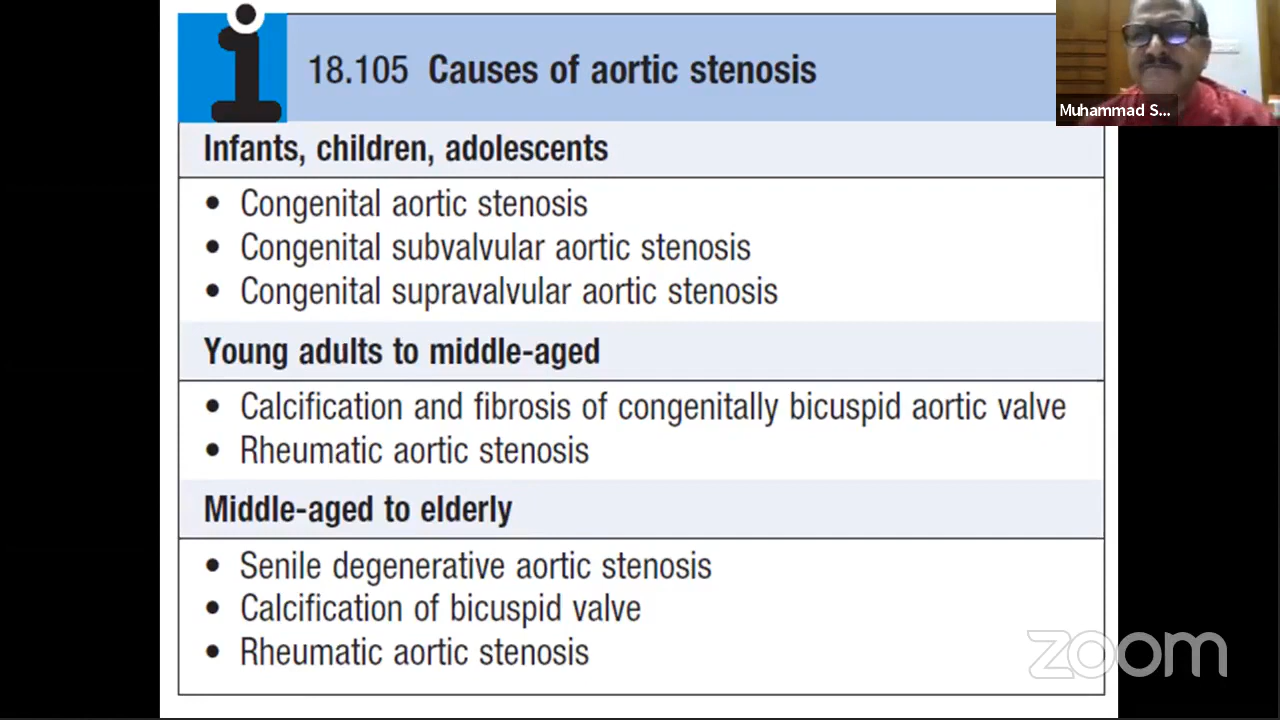 18.105 Causes of aortic stenosis
Muhammad S...
Infants, children, adolescents
• Congenital aortic stenosis
• Congenital subvalvular aortic stenosis
• Congenital supravalvular aortic stenosis
Young adults to middle-aged
• Calcification and fibrosis of congenitally bicuspid aortic valve
• Rheumatic aortic stenosis
Middle-aged to elderly
• Senile degenerative aortic stenosis
• Calcification of bicuspid valve
• Rheumatic aortic stenosis
zoom